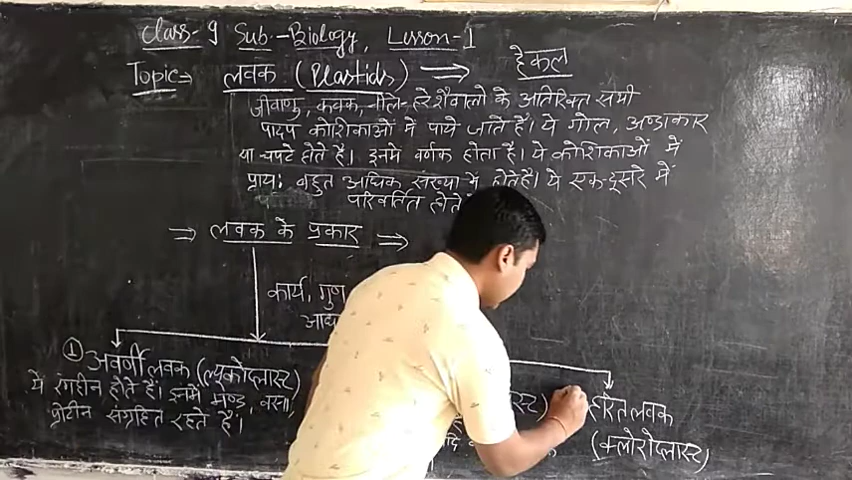 Class-9 Sub.-Biology, Lesson-1
Topic→ लवक (Plastids) ⇒ हैकल
जीवाणु, कवक, नीले-हरे शैवालो के अतिरिक्त सभी
पादप कोशिकाओं में पाये जाते है। ये गोल, अण्डाकार
या चपटे होते है। इनमे वर्णक होता है। ये कोशिकाओं में
प्रायः बहुत अधिक संख्या में होते है। ये एक-दूसरे में
परिवर्तित होते
⇒ लवक के प्रकार ⇒
कार्य, गुण
① अवर्णी लवक (ल्यूकोप्लास्ट)
में रंगहीन होते है। इनमें मण्ड, वसा,
प्रोटीन संग्रहित रहते है।
स्ट)
हरित लवक
(क्लोरोप्लास्ट)